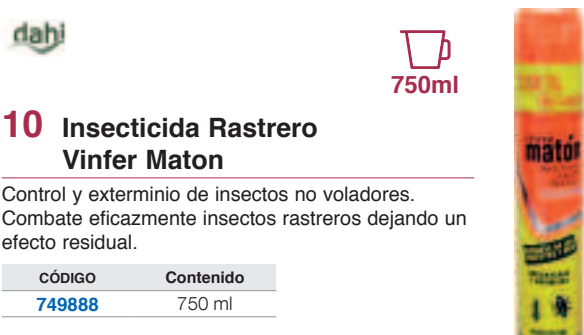 dahi
750ml
10 Insecticida Rastrero
Vinfer Maton
Control y exterminio de insectos no voladores.
Combate eficazmente insectos rastreros dejando un
efecto residual.
CÓDIGO Contenido
749888 750 ml
matón